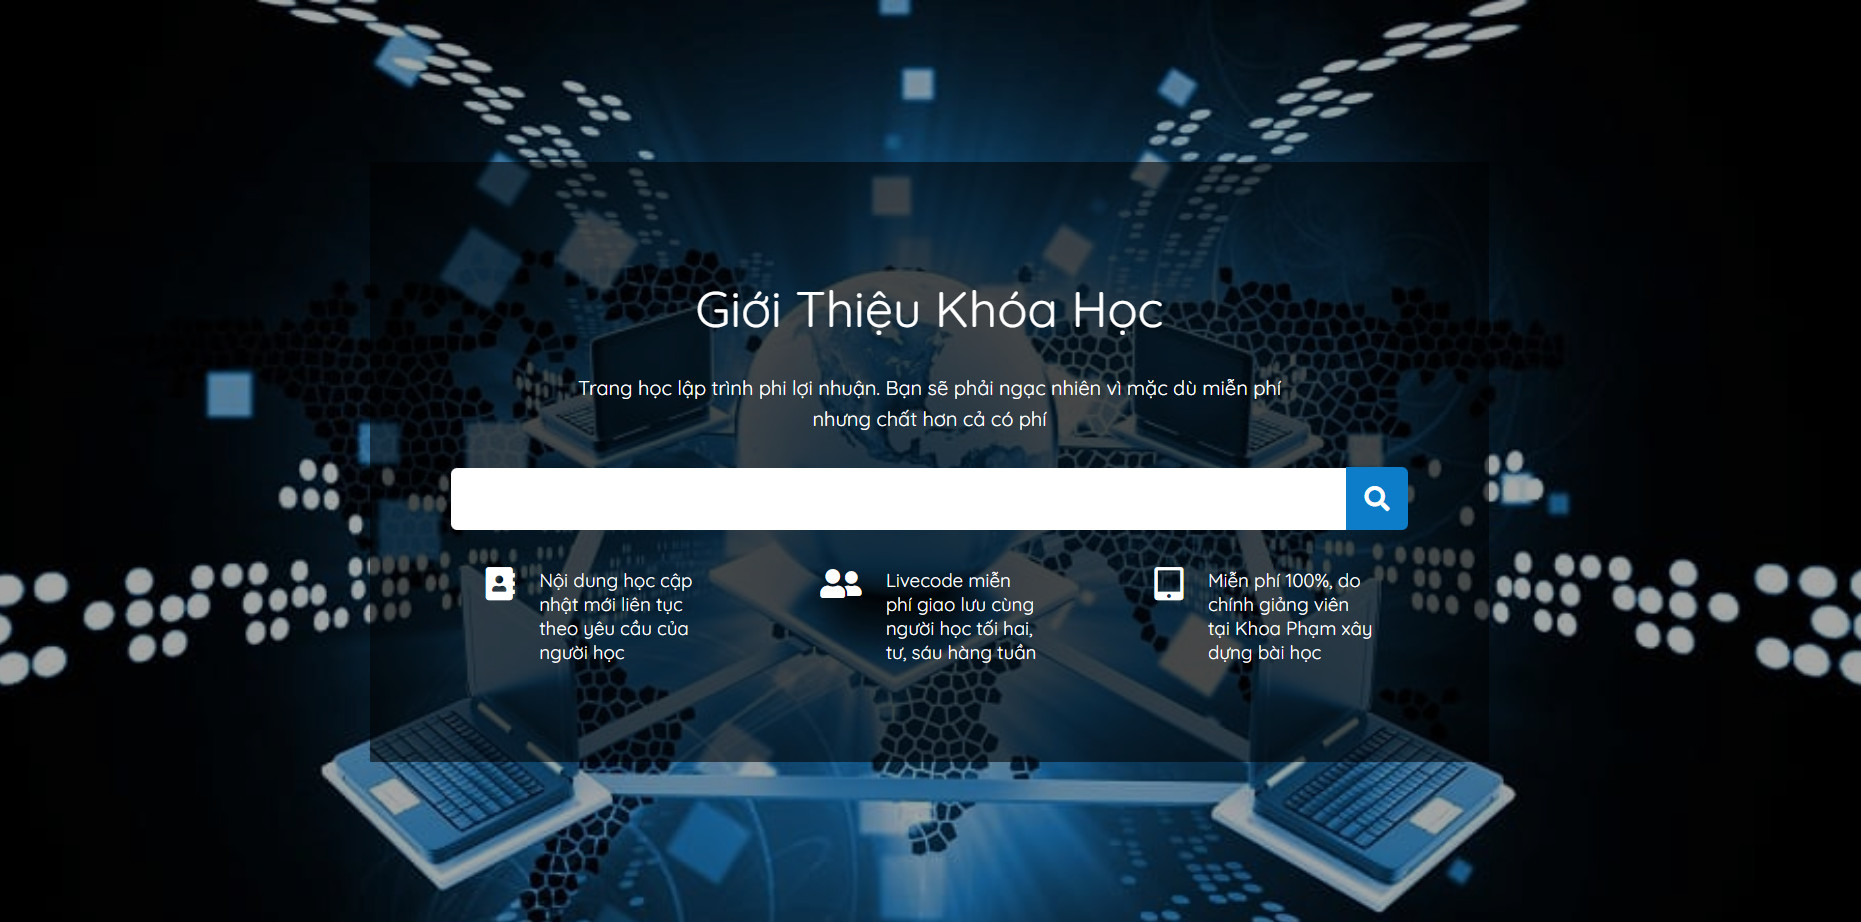 Giới Thiệu Khóa Học
Trang học lập trình phi lợi nhuận. Bạn sẽ phải ngạc nhiên vì mặc dù miễn phí
nhưng chất hơn cả có phí
Nội dung học cập
nhật mới liên tục
theo yêu cầu của
người học
Livecode miễn
phí giao lưu cùng
người học tối hai,
tư, sáu hàng tuần
Miễn phí 100%, do
chính giảng viên
tại Khoa Phạm xây
dựng bài học